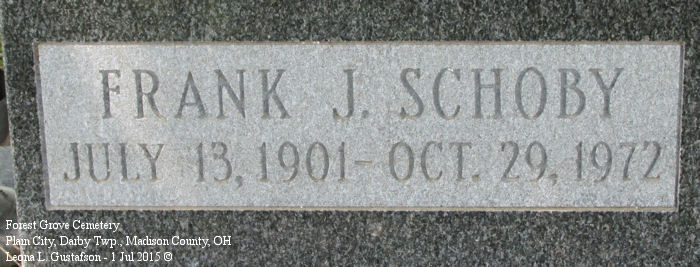 FRANK J. SCHOBY
JULY 13, 1901 - OCT. 29, 1972
Forest Grove Cemetery
Plain City, Darby Twp., Madison County, OH
Leona L. Gustafson - 1 Jul 2015 ©